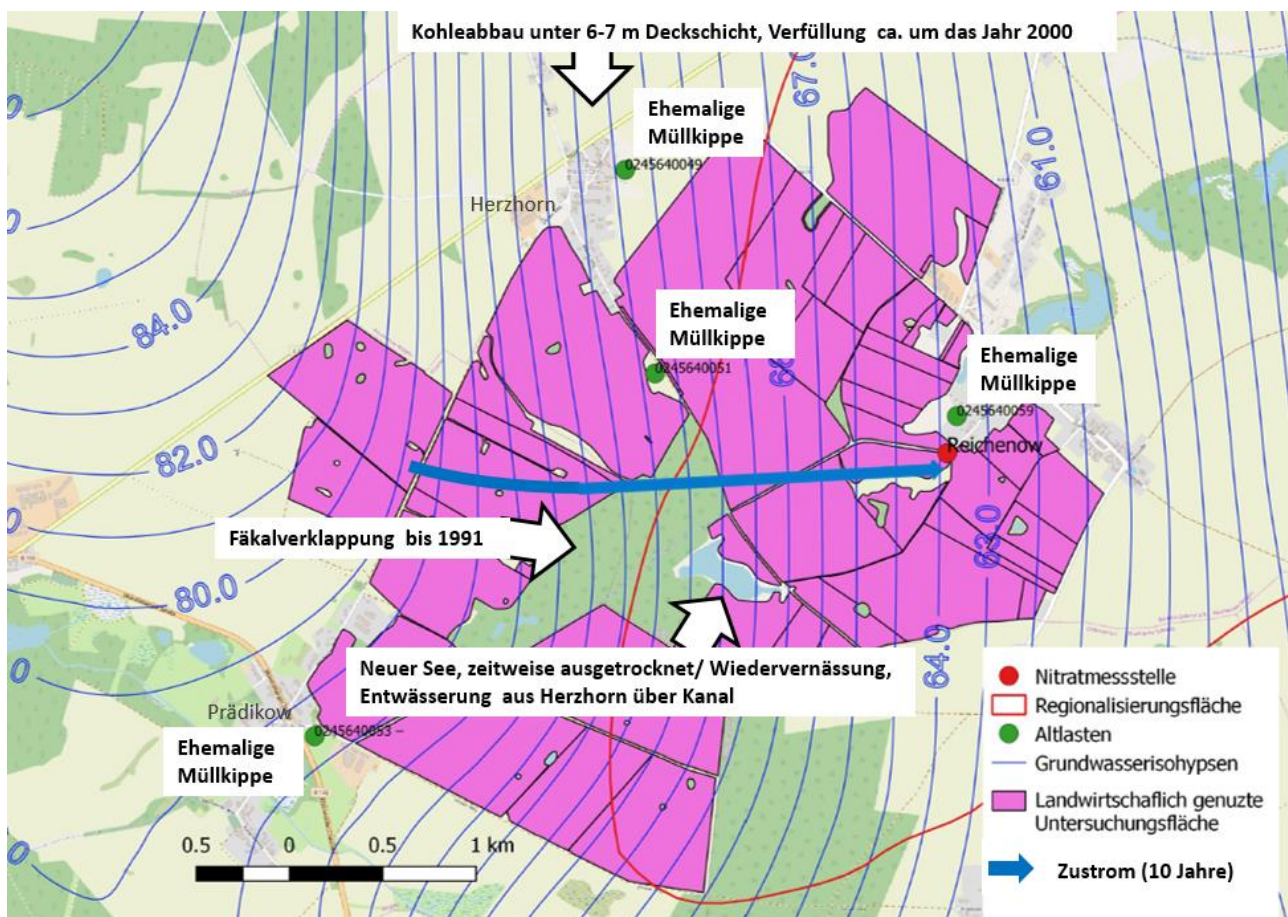 Kohleabbau unter 6-7 m Deckschicht, Verfüllung ca. um das Jahr 2000
67.0
61.0
Ehemalige
Müllkippe
0245640049
Herzhorn
84.0
Ehemalige
Müllkippe
0245640051
Ehemalige
Müllkippe
0245640059
Reichenow
82.0
63.0
Fäkalverklappung bis 1991
80.0
64.0
Neuer See, zeitweise ausgetrocknet/ Wiedervernässung,
Entwässerung aus Herzhorn über Kanal
Prädikow
0245640053 –
Ehemalige
Müllkippe
0.5 0 0.5 1 km
Nitratmessstelle
Regionalisierungsfläche
Altlasten
Grundwasserisohypsen
Landwirtschaflich genuzte
Untersuchungsfläche
Zustrom (10 Jahre)